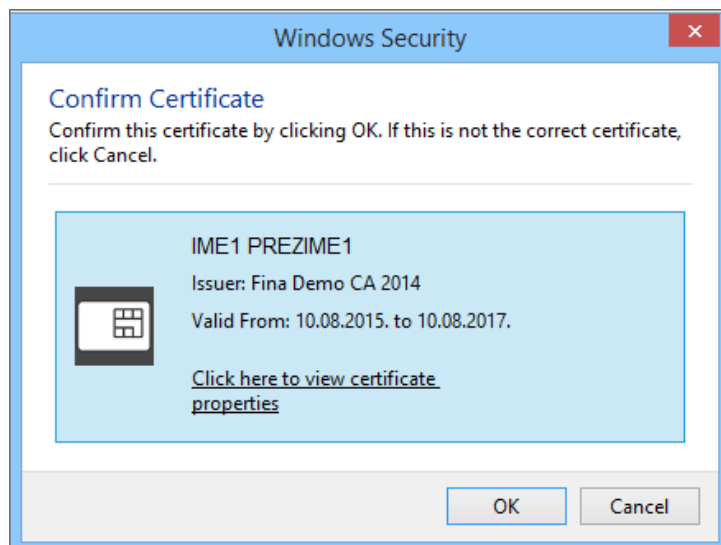 Windows Security
Confirm Certificate
Confirm this certificate by clicking OK. If this is not the correct certificate,
click Cancel.
IME1 PREZIME1
Issuer: Fina Demo CA 2014
Valid From: 10.08.2015. to 10.08.2017.
Click here to view certificate
properties
OK
Cancel